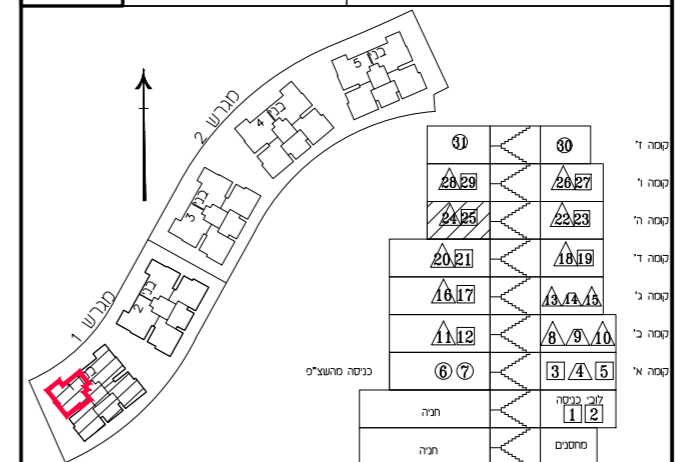 מגרש 2
בנין 5
בנין 4
בנין 3
מגרש 1
בנין 2
31 30 קומה ז'
28 29 26 27 קומה ו'
24 25 22 23 קומה ה'
20 21 18 19 קומה ד'
16 17 13 14 15 קומה ג'
11 12 8 9 10 קומה ב'
כניסה מהשצ"פ 6 7 3 4 5 קומה א'
חניה לובי כניסה
1 2
חניה מחסנים